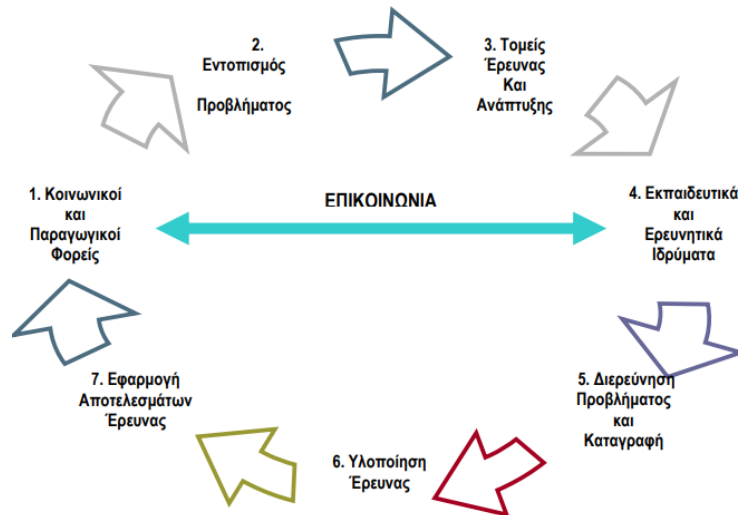 2.
Εντοπισμός
Προβλήματος
3. Τομείς
Έρευνας
Και
Ανάπτυξης
1. Κοινωνικοί
και
Παραγωγικοί
Φορείς
ΕΠΙΚΟΙΝΩΝΙΑ
4. Εκπαιδευτικά
και
Ερευνητικά
Ιδρύματα
7. Εφαρμογή
Αποτελεσμάτων
Έρευνας
5. Διερεύνηση
Προβλήματος
και
Καταγραφή
6. Υλοποίηση
Έρευνας